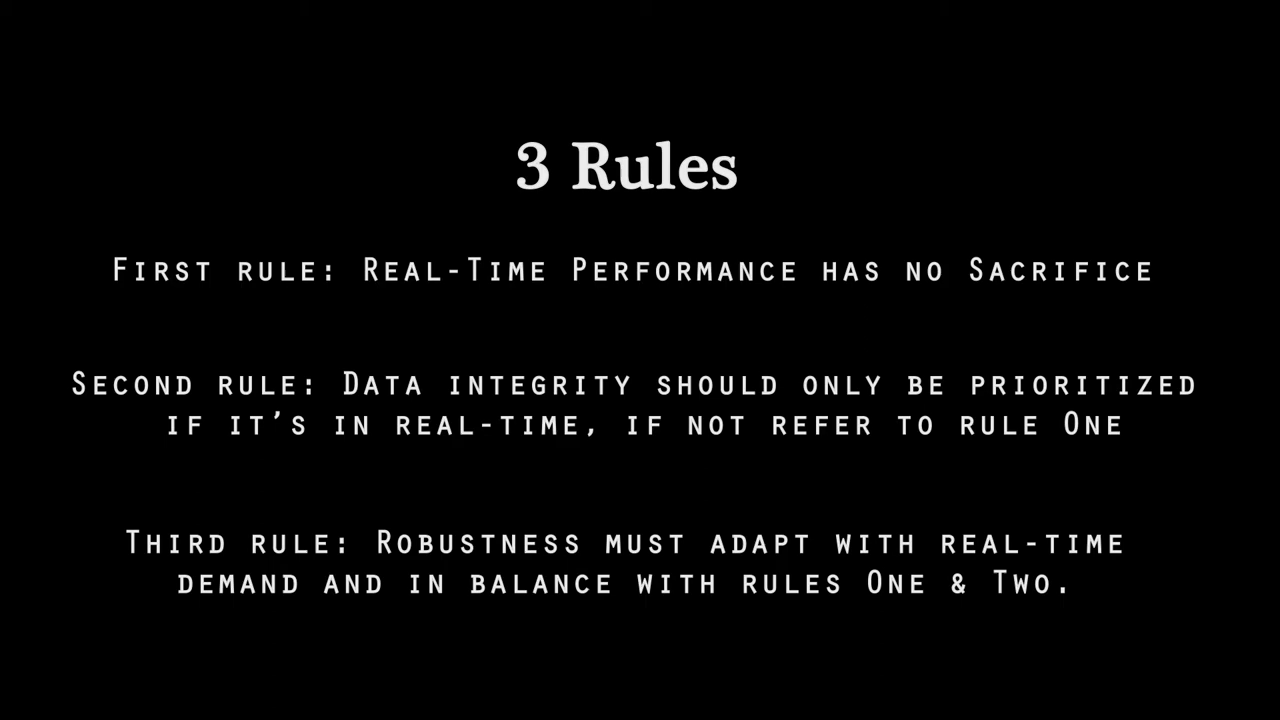 3 Rules
First rule: Real-Time Performance has no Sacrifice
Second rule: Data integrity should only be prioritized
if it’s in real-time, if not refer to rule One
Third rule: Robustness must adapt with real-time
demand and in balance with rules One & Two.